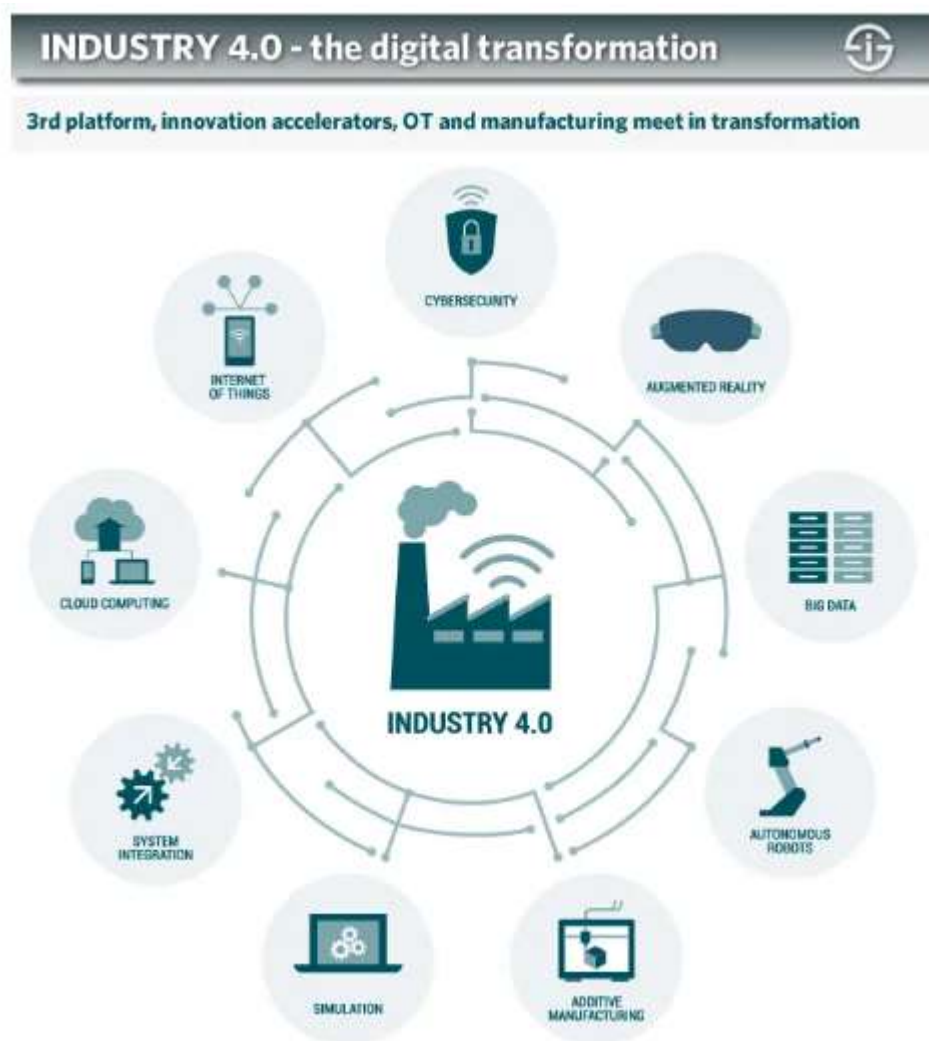 INDUSTRY 4.0 - the digital transformation
3rd platform, innovation accelerators, OT and manufacturing meet in transformation
CYBERSECURITY
AUGMENTED REALITY
BIG DATA
AUTONOMOUS
ROBOTS
ADDITIVE
MANUFACTURING
SIMULATION
SYSTEM
INTEGRATION
CLOUD COMPUTING
INTERNET
OF THINGS
INDUSTRY 4.0